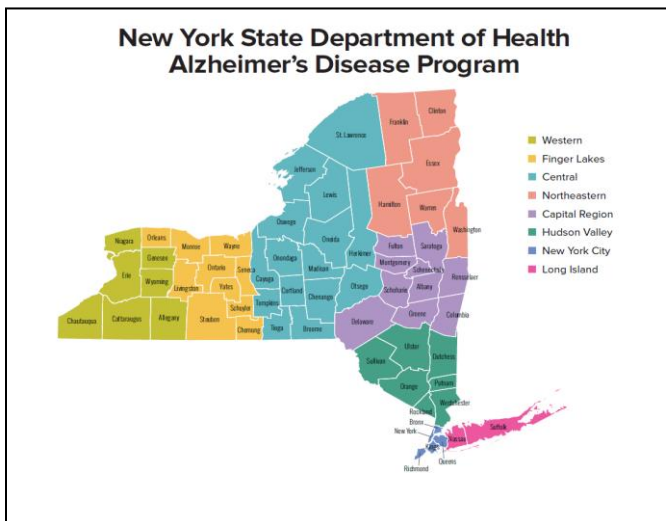 New York State Department of Health
Alzheimer's Disease Program
Clinton
Franklin
St. Lawrence
Essex
Jefferson
Lewis
Hamilton
Warren
Washington
Oswego
Oneida
Herkimer
Fulton
Saratoga
Niagara
Orleans
Monroe
Wayne
Genesee
Ontario
Seneca
Cayuga
Onondaga
Madison
Montgomery
Schenectady
Rensselaer
Erie
Wyoming
Livingston
Yates
Cortland
Chenango
Otsego
Schoharie
Albany
Tompkins
Schuyler
Greene
Columbia
Chautauqua
Cattaraugus
Allegany
Steuben
Chemung
Tioga
Broome
Delaware
Ulster
Dutchess
Sullivan
Orange
Putnam
Westchester
Rockland
Bronx
New York
Nassau
Suffolk
Queens
Richmond
Western
Finger Lakes
Central
Northeastern
Capital Region
Hudson Valley
New York City
Long Island